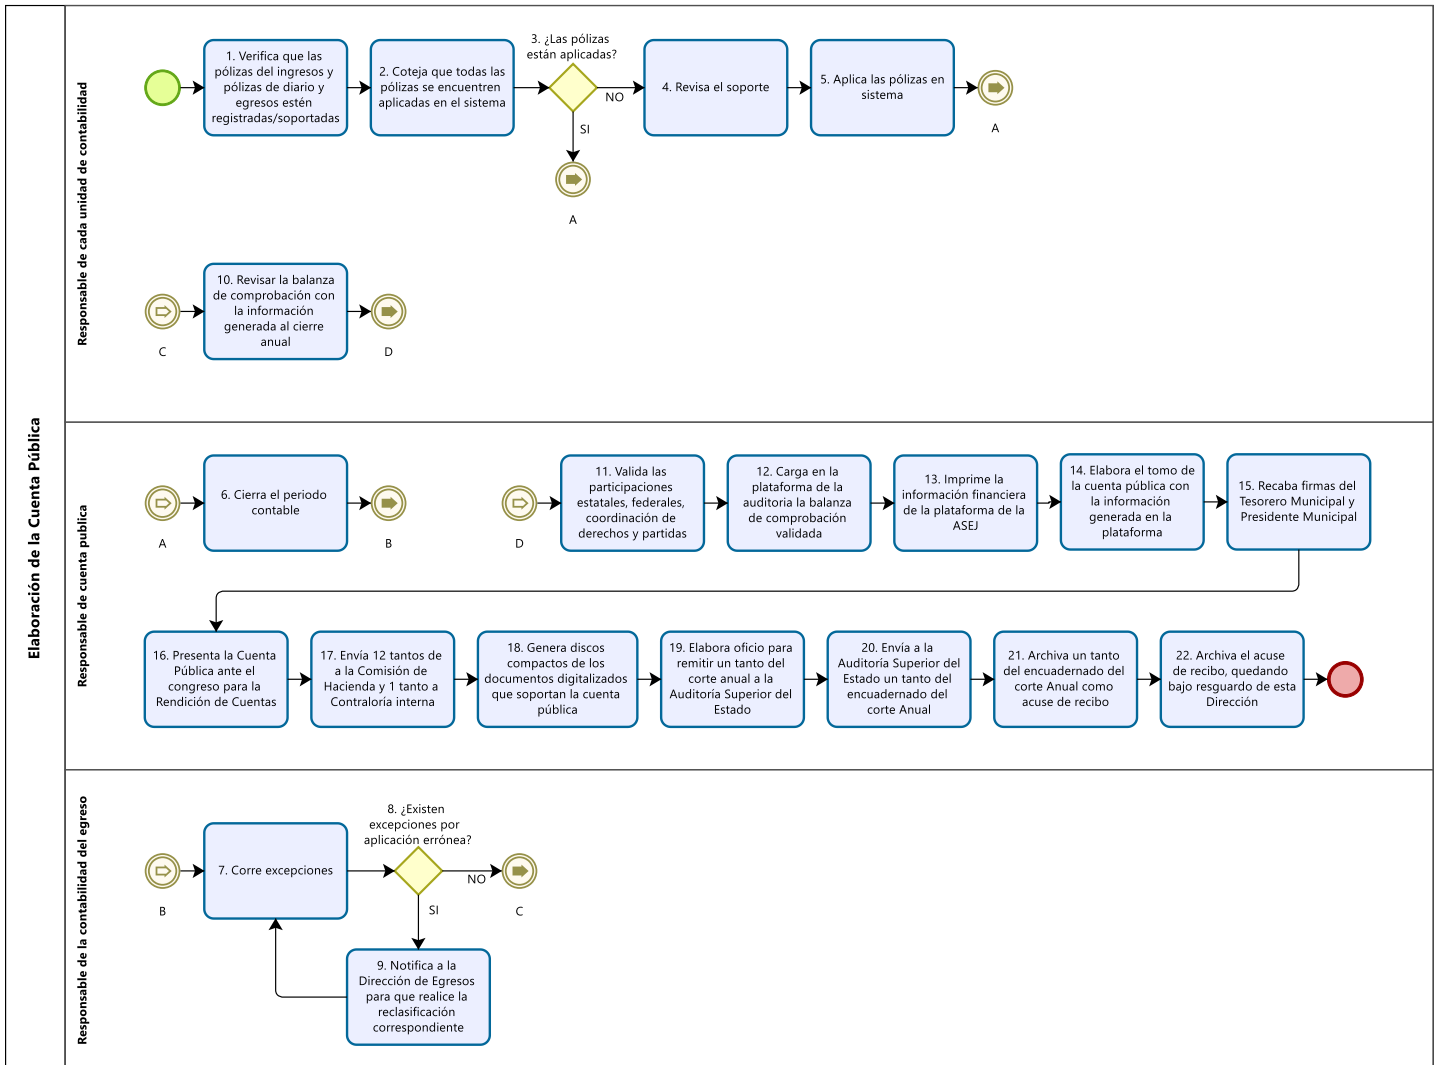 Elaboración de la Cuenta Pública
Responsable de cada unidad de contabilidad
1. Verifica que las
pólizas del ingresos y
pólizas de diario y
egresos estén
registradas/soportadas
2. Coteja que todas las
pólizas se encuentren
aplicadas en el sistema
3. ¿Las pólizas
están aplicadas?
NO
SI
A
4. Revisa el soporte
5. Aplica las pólizas en
sistema
A
C
10. Revisar la balanza
de comprobación con
la información
generada al cierre
anual
D
Responsable de cuenta publica
A
6. Cierra el periodo
contable
B
D
11. Valida las
participaciones
estatales, federales,
coordinación de
derechos y partidas
12. Carga en la
plataforma de la
auditoria la balanza
de comprobación
validada
13. Imprime la
información financiera
de la plataforma de la
ASEJ
14. Elabora el tomo de
la cuenta pública con
la información
generada en la
plataforma
15. Recaba firmas del
Tesorero Municipal y
Presidente Municipal
16. Presenta la Cuenta
Pública ante el
congreso para la
Rendición de Cuentas
17. Envía 12 tantos de
a la Comisión de
Hacienda y 1 tanto a
Contraloría interna
18. Genera discos
compactos de los
documentos digitalizados
que soportan la cuenta
pública
19. Elabora oficio para
remitir un tanto del
corte anual a la
Auditoría Superior del
Estado
20. Envía a la
Auditoría Superior del
Estado un tanto del
encuadernado del
corte Anual
21. Archiva un tanto
del encuadernado del
corte Anual como
acuse de recibo
22. Archiva el acuse
de recibo, quedando
bajo resguardo de esta
Dirección
Responsable de la contabilidad del egreso
B
7. Corre excepciones
8. ¿Existen
excepciones por
aplicación errónea?
NO
SI
C
9. Notifica a la
Dirección de Egresos
para que realice la
reclasificación
correspondiente